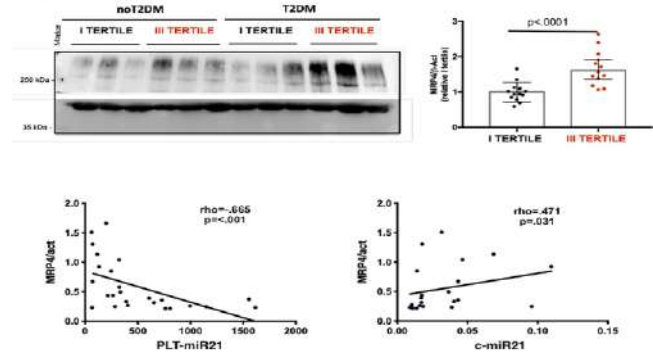 noT2DM T2DM
Marker I TERTILE III TERTILE I TERTILE III TERTILE
250 kDa
35 kDa
p<.0001
MRP4/β-Act
(relative I tertile)
3
2
1
0
I TERTILE III TERTILE
rho=-.665
p=<.001
MRP4/act
2.0
1.5
1.0
0.5
0.0
0 500 1000 1500 2000
PLT-miR21
rho=.471
p=.031
MRP4/act
2.0
1.5
1.0
0.5
0.0
0.00 0.05 0.10 0.15
c-miR21